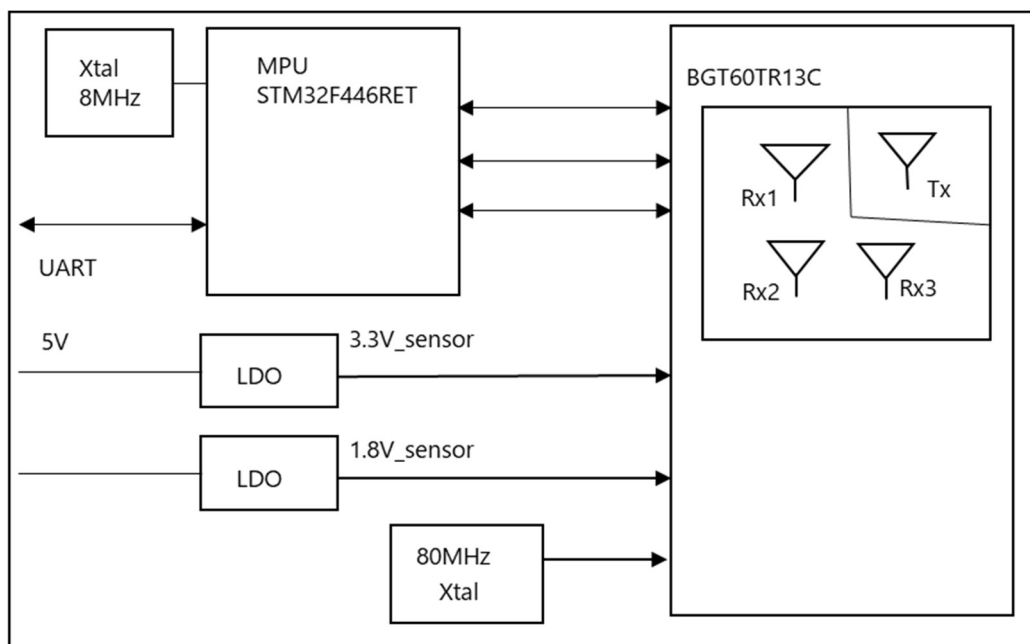 Xtal
8MHz
MPU
STM32F446RET
BGT60TR13C
Rx1
Tx
Rx2
Rx3
UART
5V
LDO
3.3V_sensor
LDO
1.8V_sensor
80MHz
Xtal